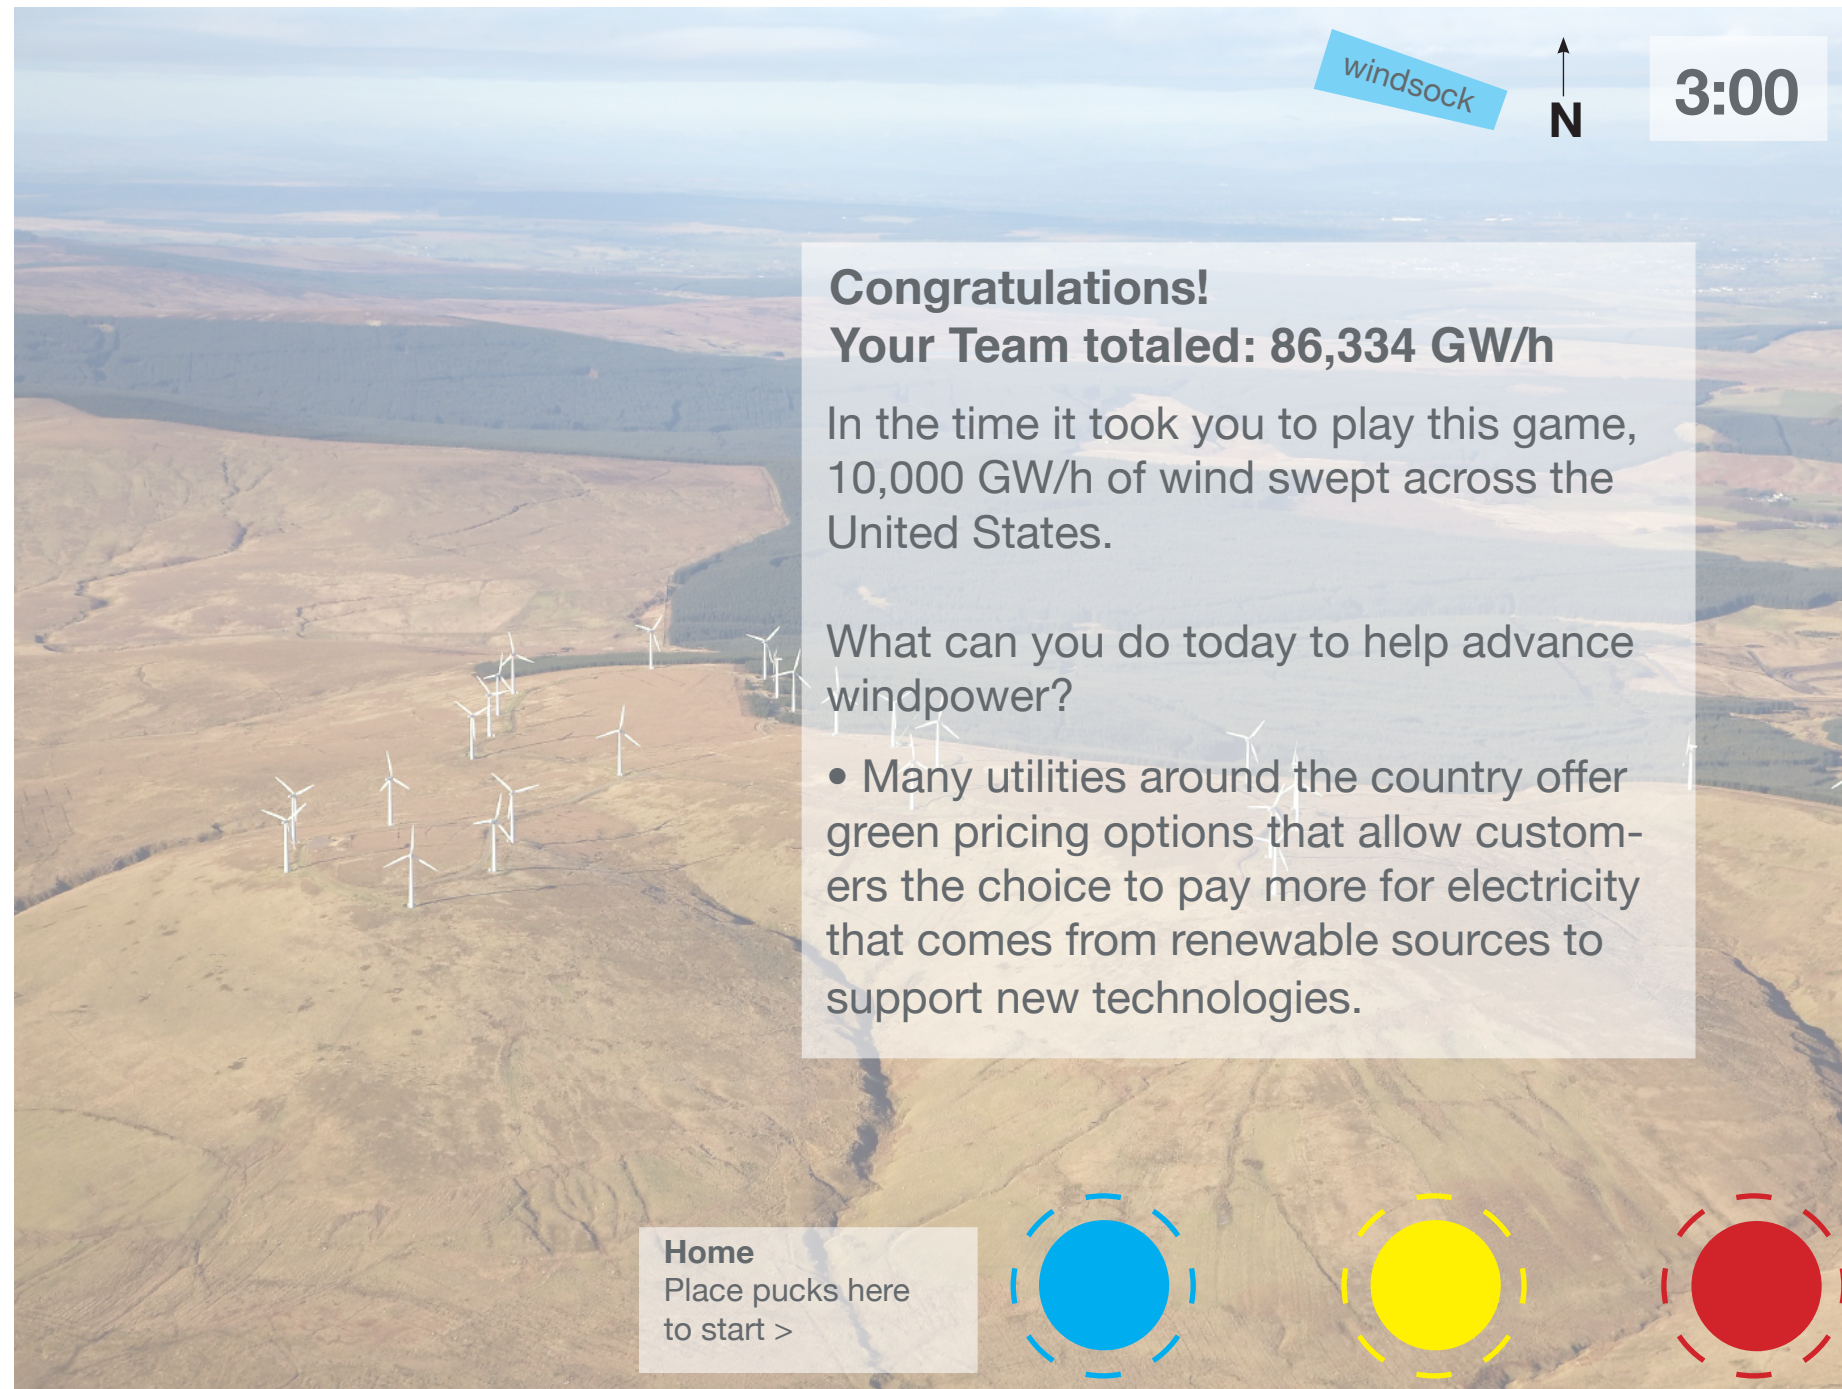 windsock
N
3:00
Congratulations!
Your Team totaled: 86,334 GW/h
In the time it took you to play this game,
10,000 GW/h of wind swept across the
United States.
What can you do today to help advance
windpower?
• Many utilities around the country offer
green pricing options that allow custom-
ers the choice to pay more for electricity
that comes from renewable sources to
support new technologies.
Home
Place pucks here
to start >